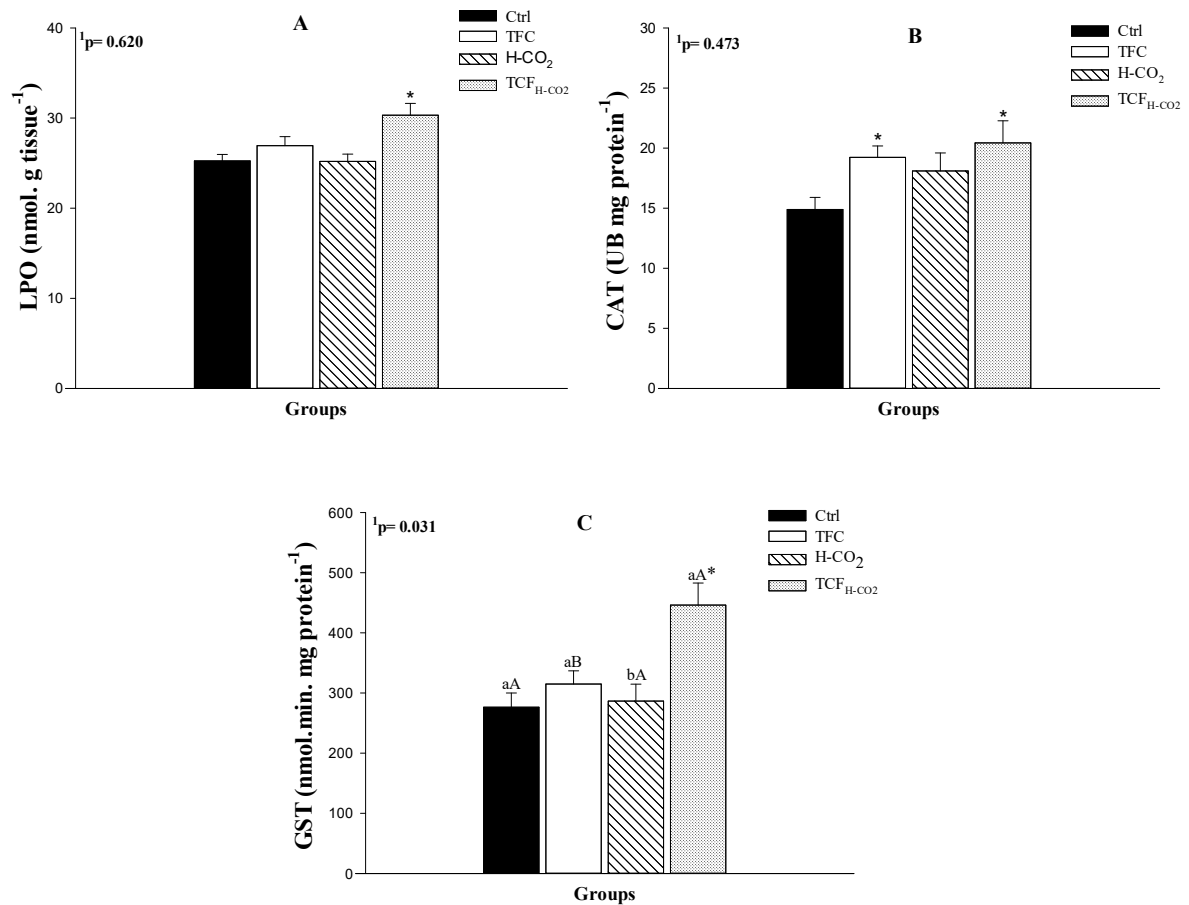 A
¹p= 0.620
Ctrl
TFC
H-CO₂
TCF_H-CO2
LPO (nmol. g tissue⁻¹)
40
30
20
10
0
*
Groups
B
¹p= 0.473
Ctrl
TFC
H-CO₂
TCF_H-CO2
CAT (UB mg protein⁻¹)
30
25
20
15
10
5
0
*
*
Groups
C
¹p= 0.031
Ctrl
TFC
H-CO₂
TCF_H-CO2
GST (nmol.min. mg protein⁻¹)
600
500
400
300
200
100
0
aA
aB
bA
aA*
Groups